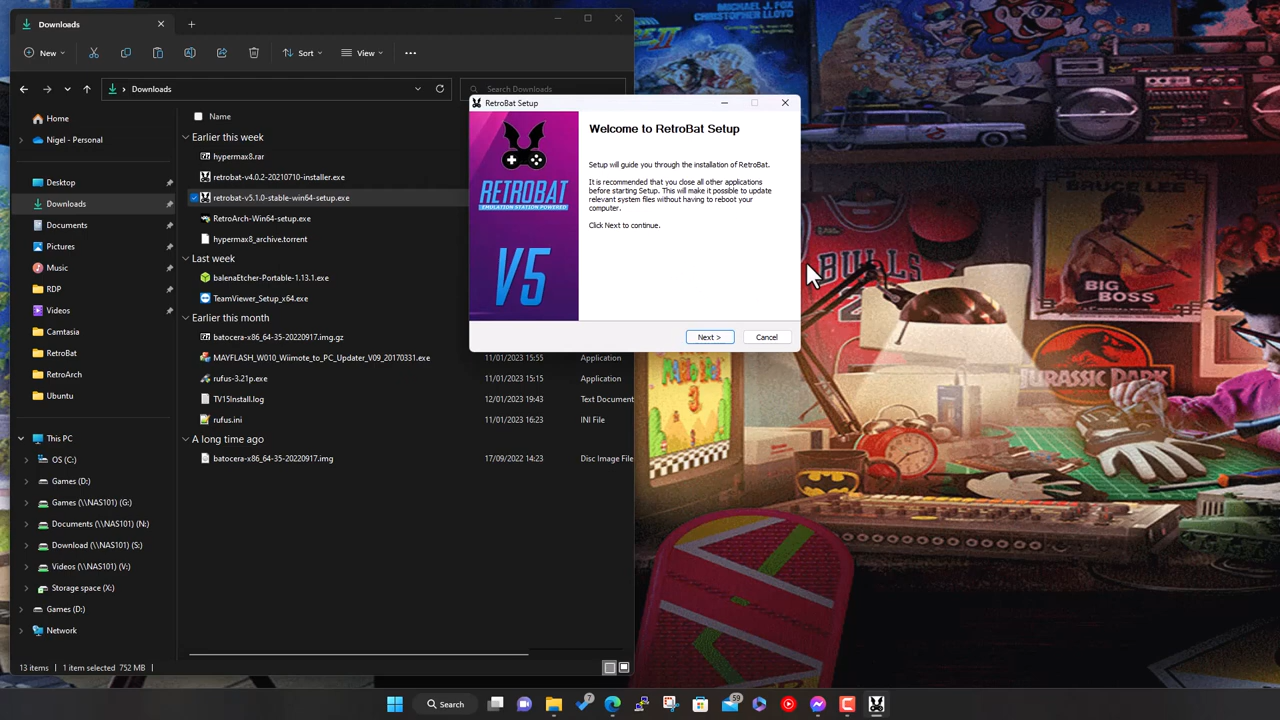 Downloads
New
Sort
View
Downloads
Search Downloads
Home
Nigel - Personal
Desktop
Downloads
Documents
Pictures
Music
RDP
Videos
Camtasia
RetroBat
RetroArch
Ubuntu
This PC
OS (C:)
Games (D:)
Games (\\NAS101) (G:)
Documents (\\NAS101) (N:)
Download (\\NAS101) (S:)
Videos (\\NAS101) (V:)
Storage space (X:)
Games (D:)
Network
Name
Earlier this week
hypermax8.rar
retrobat-v4.0.2-20210710-installer.exe
retrobat-v5.1.0-stable-win64-setup.exe
RetroArch-Win64-setup.exe
hypermax8_archive.torrent
Last week
balenaEtcher-Portable-1.13.1.exe
TeamViewer_Setup_x64.exe
Earlier this month
batocera-x86_64-35-20220917.img.gz
MAYFLASH_W010_Wiimote_to_PC_Updater_V09_20170331.exe 11/01/2023 15:55 Application
rufus-3.21p.exe 11/01/2023 15:15 Application
TV15Install.log 12/01/2023 19:43 Text Document
rufus.ini 11/01/2023 16:23 INI File
A long time ago
batocera-x86_64-35-20220917.img 17/09/2022 14:23 Disc Image File
13 items 1 item selected 752 MB
RetroBat Setup
RETROBAT
EMULATION STATION POWERED
V5
Welcome to RetroBat Setup
Setup will guide you through the installation of RetroBat.
It is recommended that you close all other applications
before starting Setup. This will make it possible to update
relevant system files without having to reboot your
computer.
Click Next to continue.
Next >
Cancel
MICHAEL J. FOX
CHRISTOPHER LLOYD
BULLS
BRUCE LEE
BIG BOSS
JURASSIC PARK
3
Search
7
59